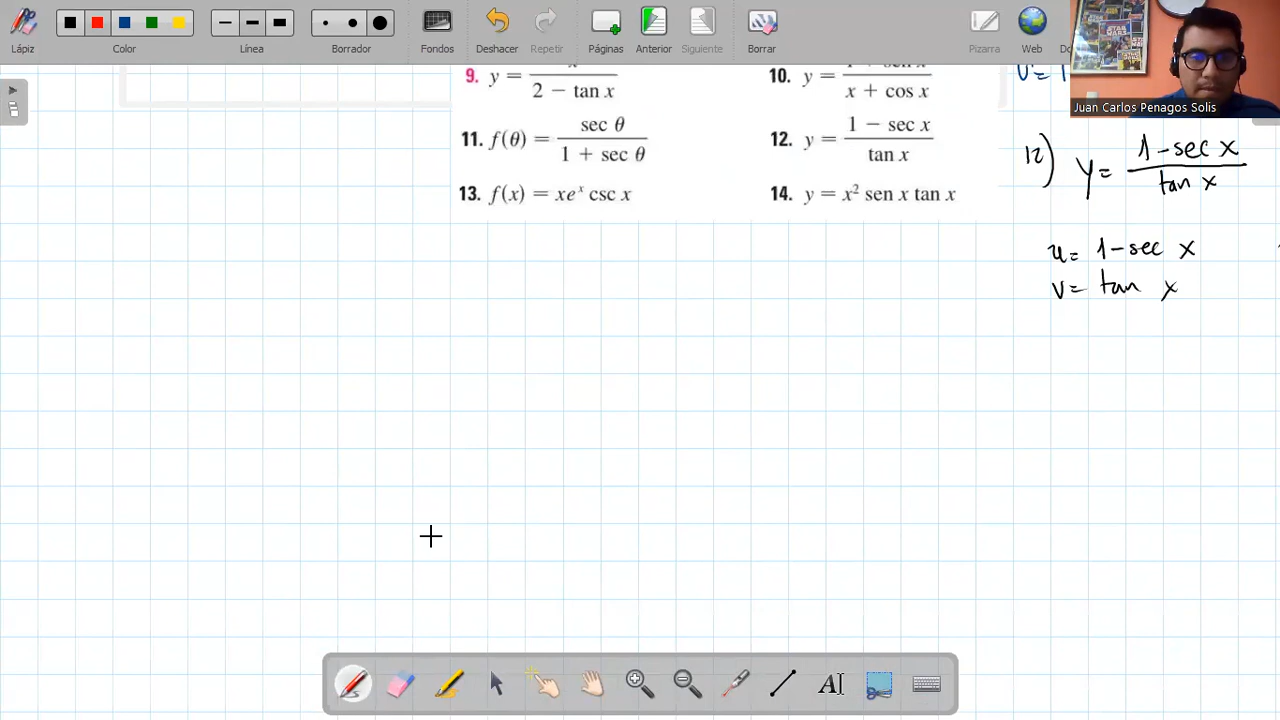 Lápiz Color Línea Borrador Fondos Deshacer Repetir Páginas Anterior Siguiente Borrar Pizarra Web
Juan Carlos Penagos Solis
9. y = / 2 − tan x
10. y = / x + cos x
11. f(θ) = sec θ / 1 + sec θ
12. y = 1 − sec x / tan x
13. f(x) = xeˣ csc x
14. y = x² sen x tan x
12) y = 1-sec x / tan x
u = 1-sec x
v = tan x